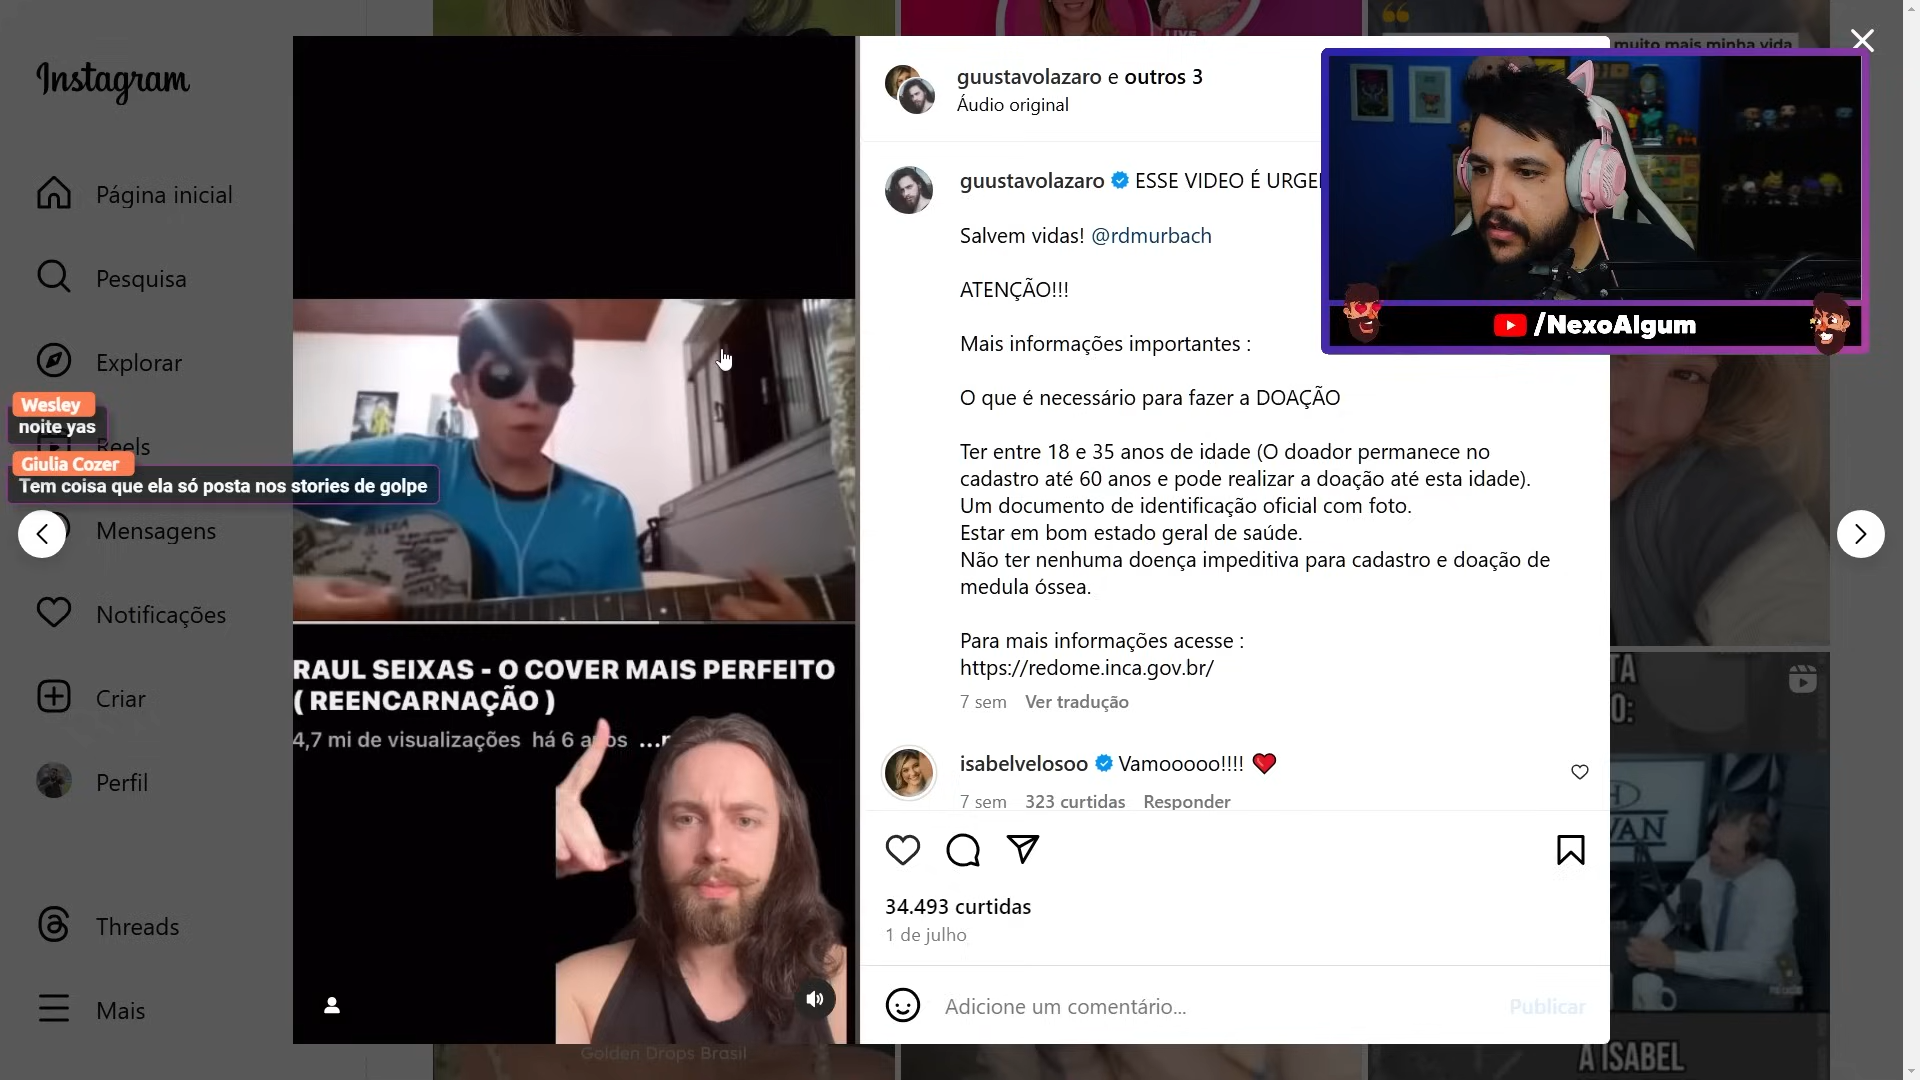 Instagram
Página inicial
Pesquisa
Explorar
Wesley
noite yas
Reels
Giulia Cozer
Tem coisa que ela só posta nos stories de golpe
Mensagens
Notificações
Criar
Perfil
Threads
Mais
RAUL SEIXAS - O COVER MAIS PERFEITO
( REENCARNAÇÃO )
4,7 mi de visualizações há 6 anos ...
guustavolazaro e outros 3
Áudio original
guustavolazaro ESSE VIDEO É
Salvem vidas! @rdmurbach
ATENÇÃO!!!
Mais informações importantes :
O que é necessário para fazer a DOAÇÃO
Ter entre 18 e 35 anos de idade (O doador permanece no
cadastro até 60 anos e pode realizar a doação até esta idade).
Um documento de identificação oficial com foto.
Estar em bom estado geral de saúde.
Não ter nenhuma doença impeditiva para cadastro e doação de
medula óssea.
Para mais informações acesse :
https://redome.inca.gov.br/
7 sem Ver tradução
isabelvelosoo Vamooooo!!!! ❤️
7 sem 323 curtidas Responder
34.493 curtidas
1 de julho
Adicione um comentário...
Publicar
muito mais minha vida
/NexoAlgum
LIVE
Golden Drops Brasil
A ISABEL